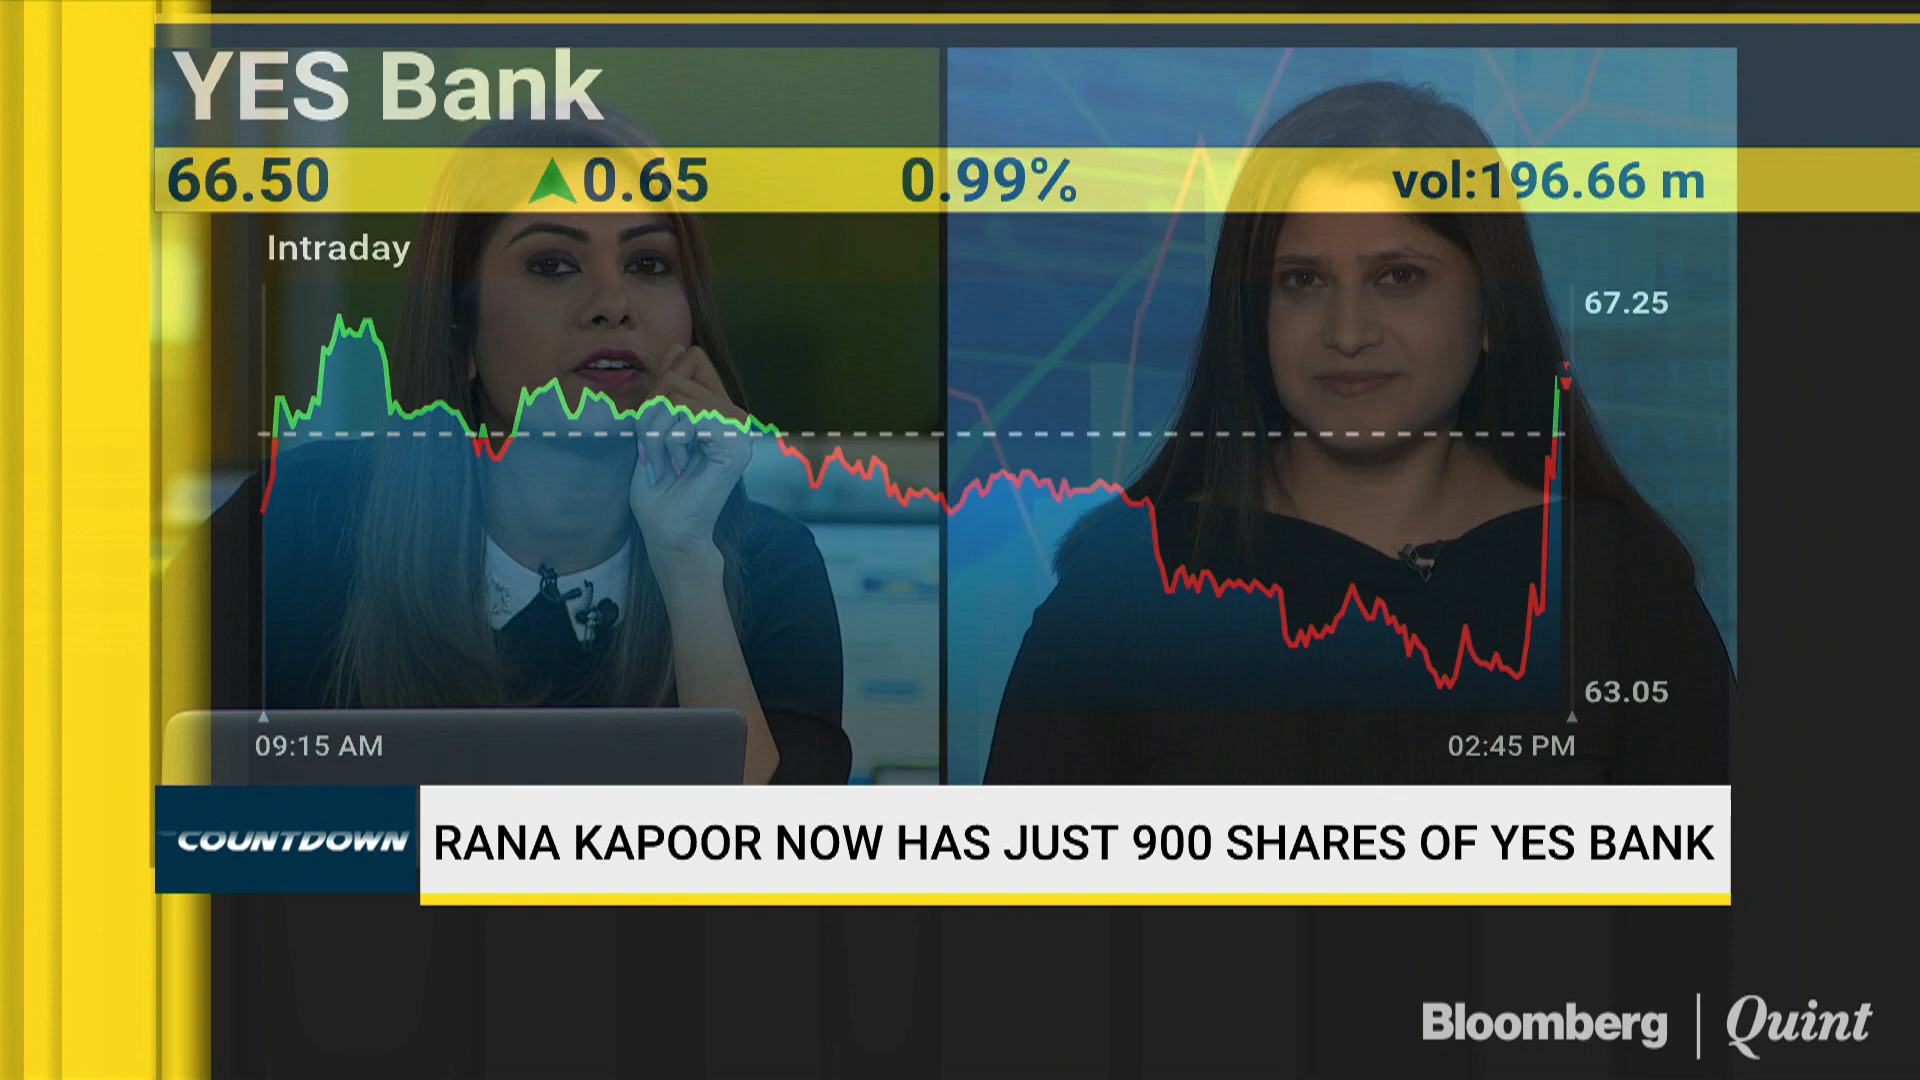 YES Bank
66.50 ▲0.65 0.99% vol:196.66 m
Intraday
67.25
63.05
09:15 AM 02:45 PM
COUNTDOWN
RANA KAPOOR NOW HAS JUST 900 SHARES OF YES BANK
Bloomberg | Quint